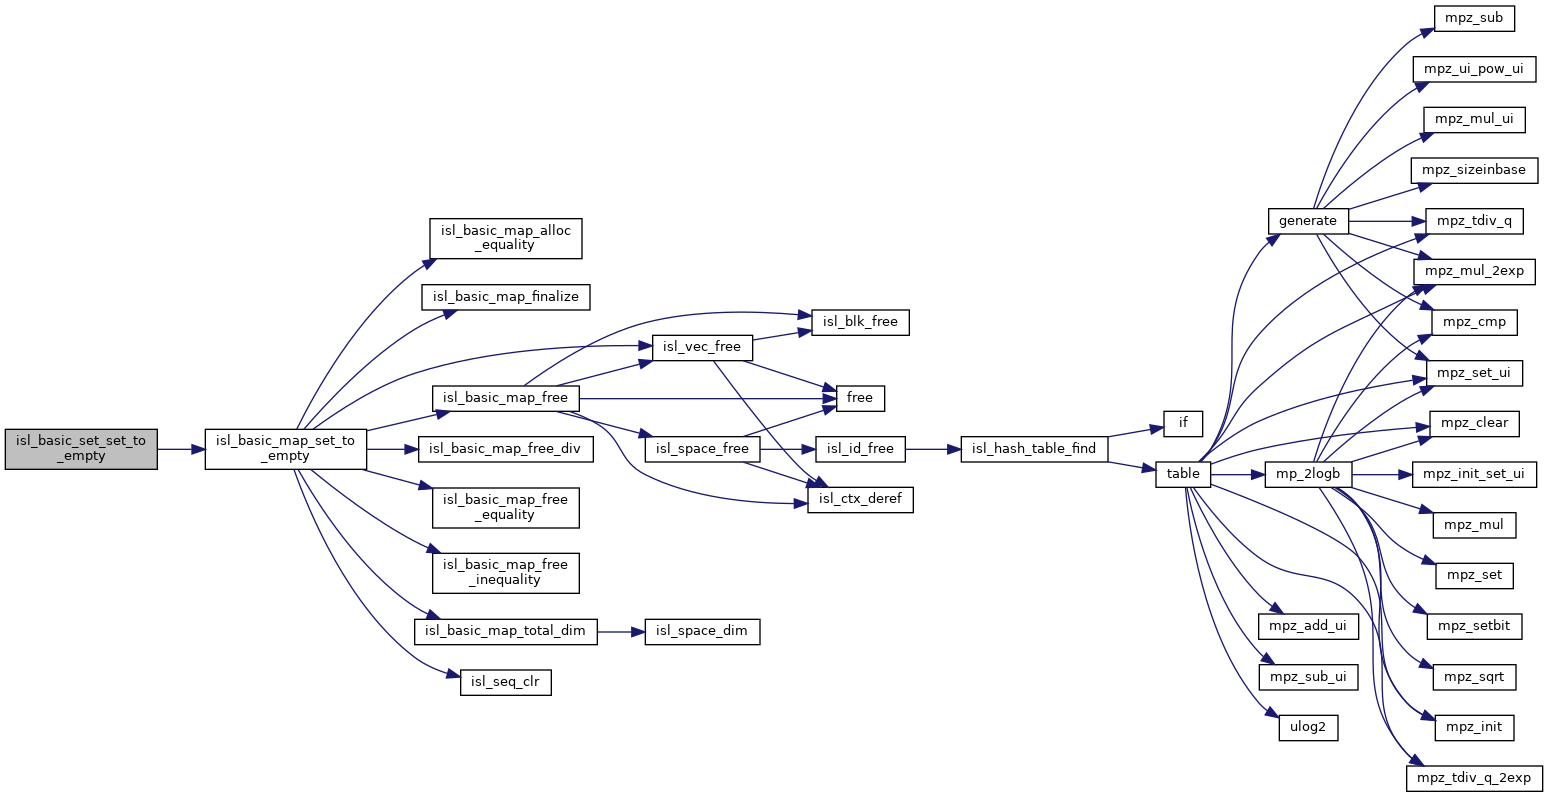 isl_basic_set_set_to
_empty
isl_basic_map_set_to
_empty
isl_basic_map_alloc
_equality
isl_basic_map_finalize
isl_basic_map_free
isl_basic_map_free_div
isl_basic_map_free
_equality
isl_basic_map_free
_inequality
isl_basic_map_total_dim
isl_seq_clr
isl_vec_free
isl_space_free
isl_space_dim
isl_blk_free
free
isl_id_free
isl_ctx_deref
isl_hash_table_find
if
table
generate
mp_2logb
mpz_add_ui
mpz_sub_ui
ulog2
mpz_sub
mpz_ui_pow_ui
mpz_mul_ui
mpz_sizeinbase
mpz_tdiv_q
mpz_mul_2exp
mpz_cmp
mpz_set_ui
mpz_clear
mpz_init_set_ui
mpz_mul
mpz_set
mpz_setbit
mpz_sqrt
mpz_init
mpz_tdiv_q_2exp